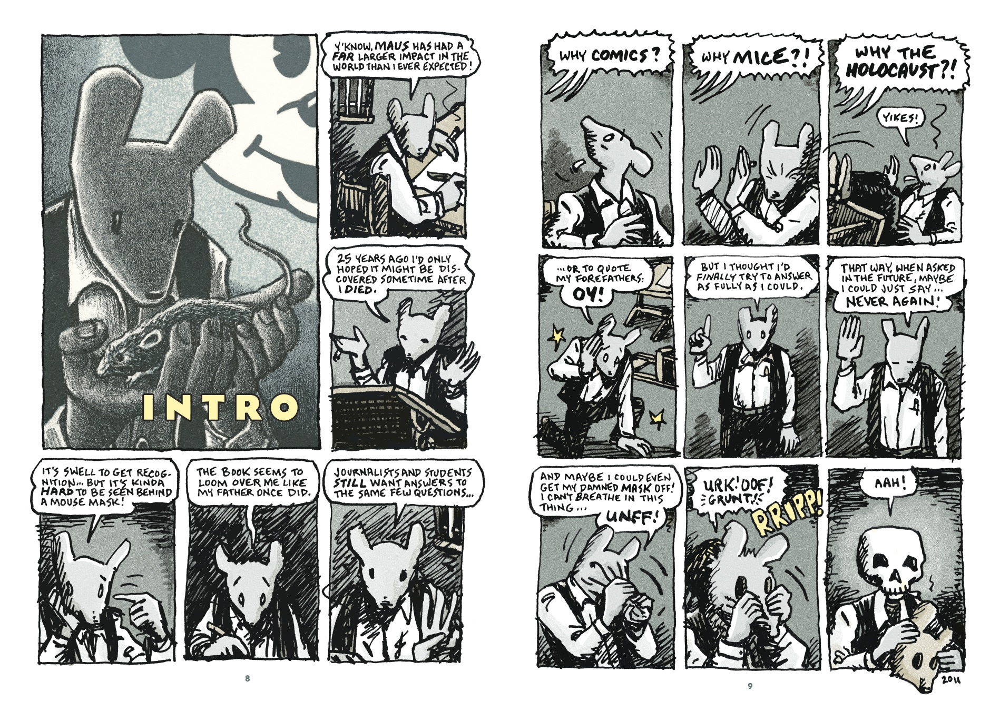 INTRO
Y'KNOW, MAUS HAS HAD A
FAR LARGER IMPACT IN THE
WORLD THAN I EVER EXPECTED!
25 YEARS AGO I'D ONLY
HOPED IT MIGHT BE DIS-
COVERED SOMETIME AFTER
I DIED.
IT'S SWELL TO GET RECOG-
NITION... BUT IT'S KINDA
HARD TO BE SEEN BEHIND
A MOUSE MASK!
THE BOOK SEEMS TO
LOOM OVER ME LIKE
MY FATHER ONCE DID.
JOURNALISTS AND STUDENTS
STILL WANT ANSWERS TO
THE SAME FEW QUESTIONS...
8
WHY COMICS?
WHY MICE?!
WHY THE
HOLOCAUST?!
YIKES!
...OR TO QUOTE
MY FOREFATHERS:
OY!
BUT I THOUGHT I'D
FINALLY TRY TO ANSWER
AS FULLY AS I COULD.
THAT WAY, WHEN ASKED
IN THE FUTURE, MAYBE
I COULD JUST SAY...
NEVER AGAIN!
AND MAYBE I COULD EVEN
GET MY DAMNED MASK OFF!
I CAN'T BREATHE IN THIS
THING...
UNFF!
URK! OOF!
GRUNT!
RRIPP!
AAH!
2011
9